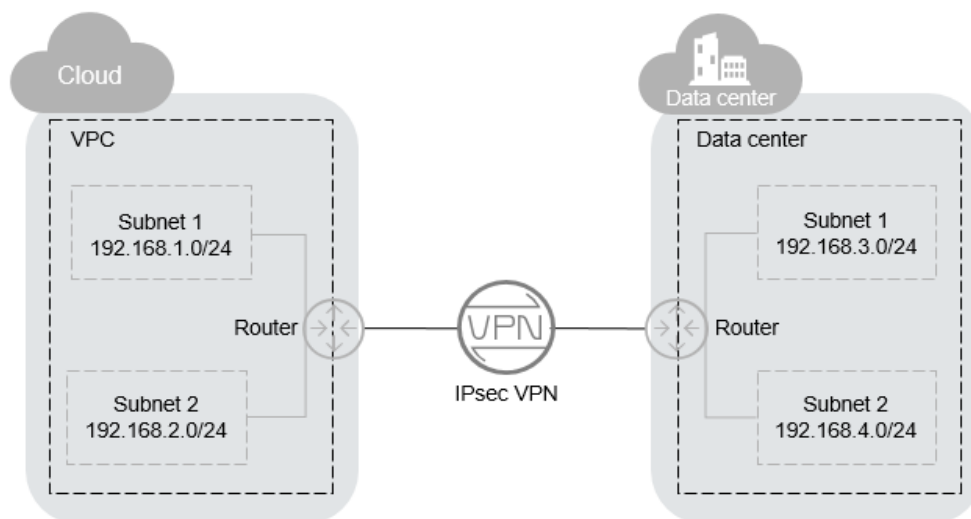 Cloud
VPC
Subnet 1
192.168.1.0/24
Router
Subnet 2
192.168.2.0/24
VPN
IPsec VPN
Data center
Data center
Subnet 1
192.168.3.0/24
Router
Subnet 2
192.168.4.0/24